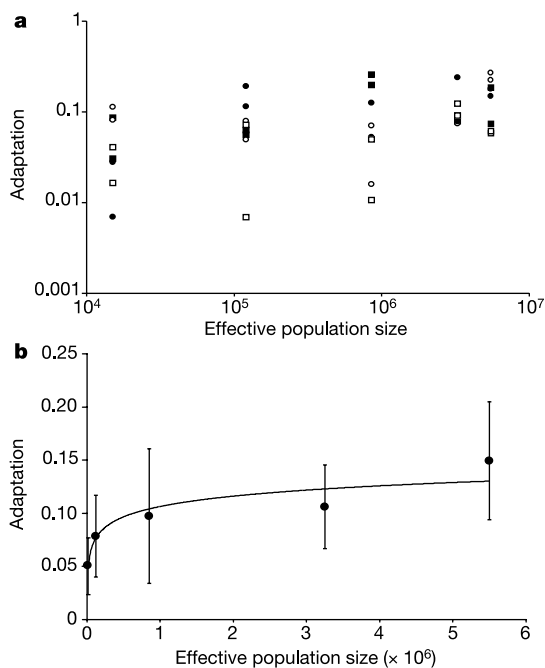 a
1
0.1
0.01
0.001
Adaptation
10⁴ 10⁵ 10⁶ 10⁷
Effective population size
b
0.25
0.20
0.15
0.10
0.05
0
Adaptation
0 1 2 3 4 5 6
Effective population size (× 10⁶)